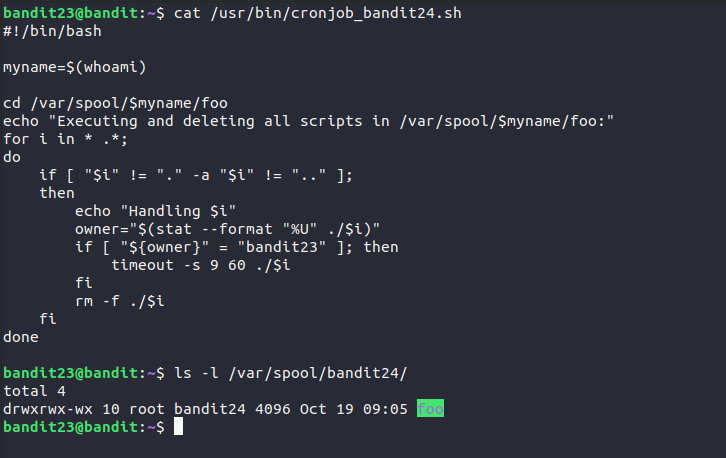 bandit23@bandit:~$ cat /usr/bin/cronjob_bandit24.sh
#!/bin/bash

myname=$(whoami)

cd /var/spool/$myname/foo
echo "Executing and deleting all scripts in /var/spool/$myname/foo:"
for i in * .*;
do
    if [ "$i" != "." -a "$i" != ".." ];
    then
        echo "Handling $i"
        owner="$(stat --format "%U" ./$i)"
        if [ "${owner}" = "bandit23" ]; then
            timeout -s 9 60 ./$i
        fi
        rm -f ./$i
    fi
done

bandit23@bandit:~$ ls -l /var/spool/bandit24/
total 4
drwxrwx-wx 10 root bandit24 4096 Oct 19 09:05 foo
bandit23@bandit:~$